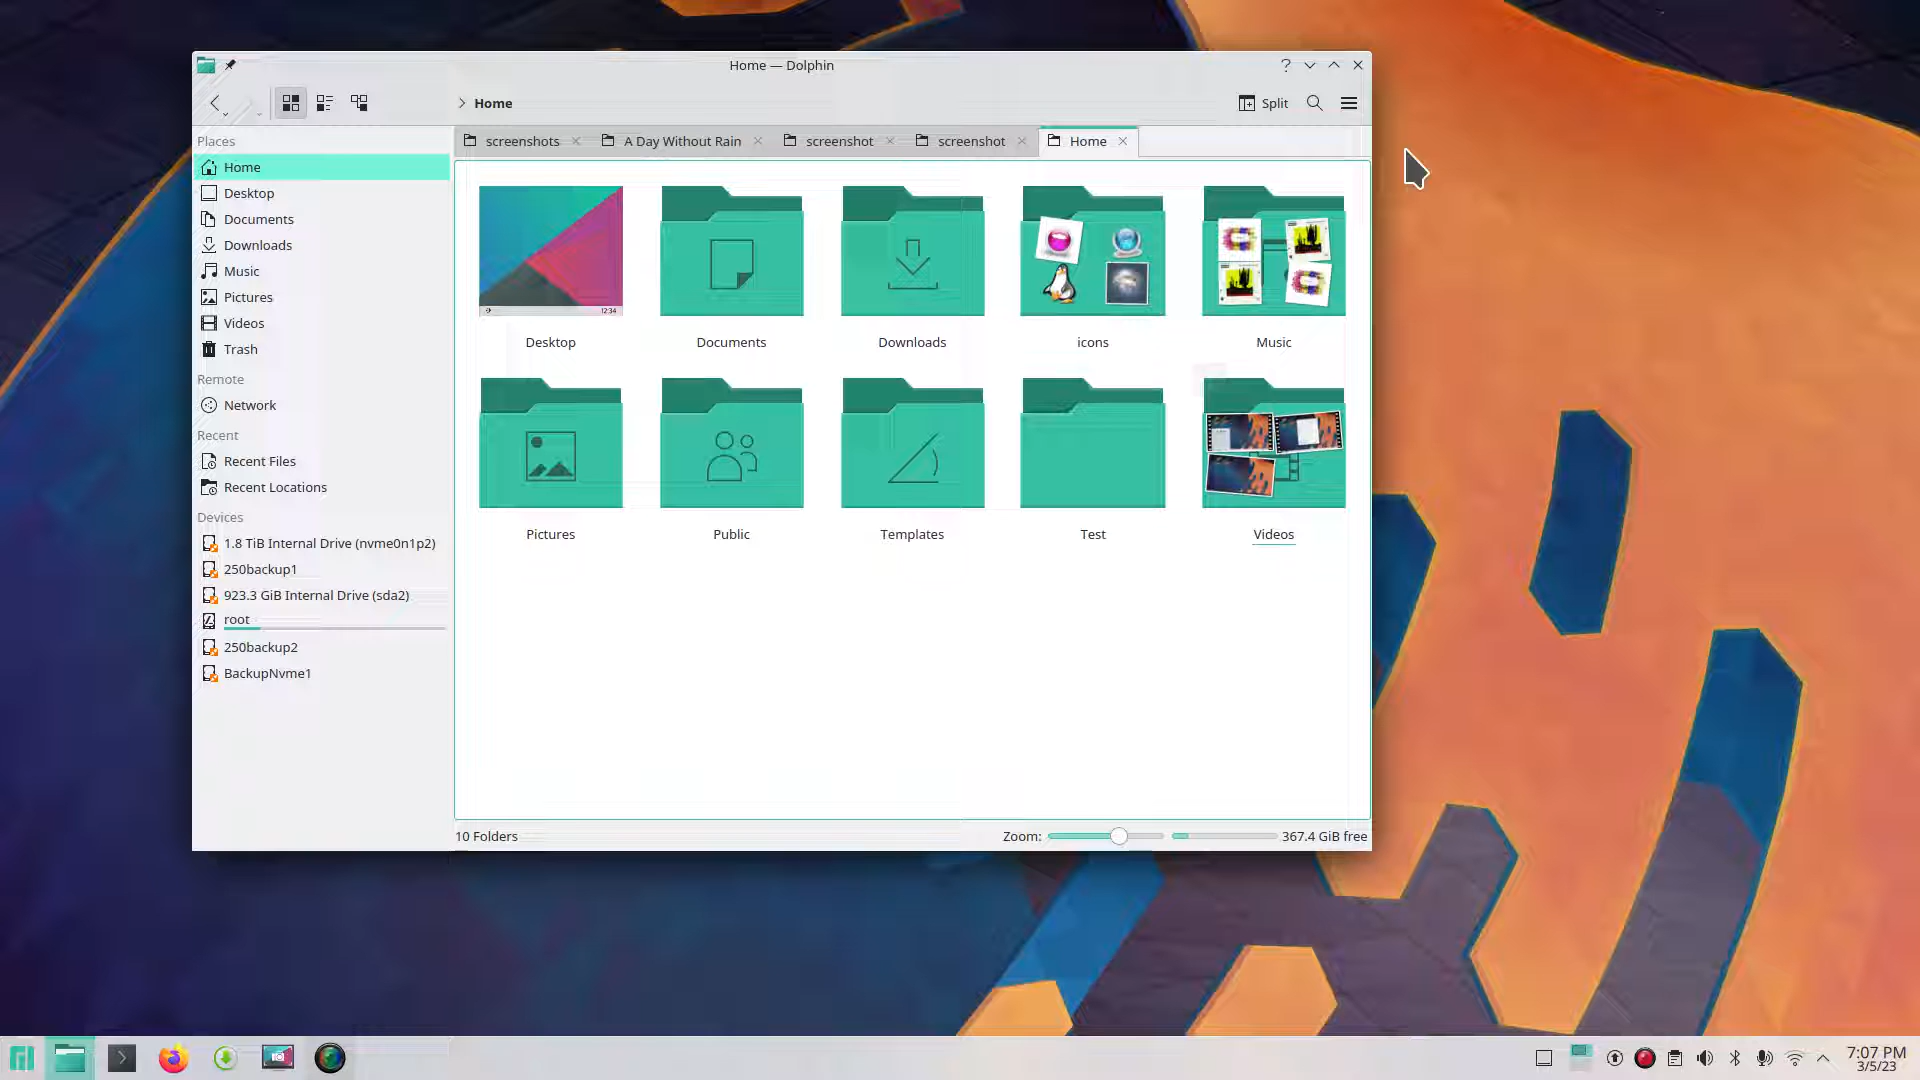 Home — Dolphin
?
Home
Split
Places
screenshots
A Day Without Rain
screenshot
screenshot
Home
Home
Desktop
Documents
Downloads
Music
Pictures
Videos
Trash
Remote
Network
Recent
Recent Files
Recent Locations
Devices
1.8 TiB Internal Drive (nvme0n1p2)
250backup1
923.3 GiB Internal Drive (sda2)
root
250backup2
BackupNvme1
12:34
Desktop
Documents
Downloads
icons
Music
Pictures
Public
Templates
Test
Videos
10 Folders
Zoom:
367.4 GiB free
7:07 PM
3/5/23